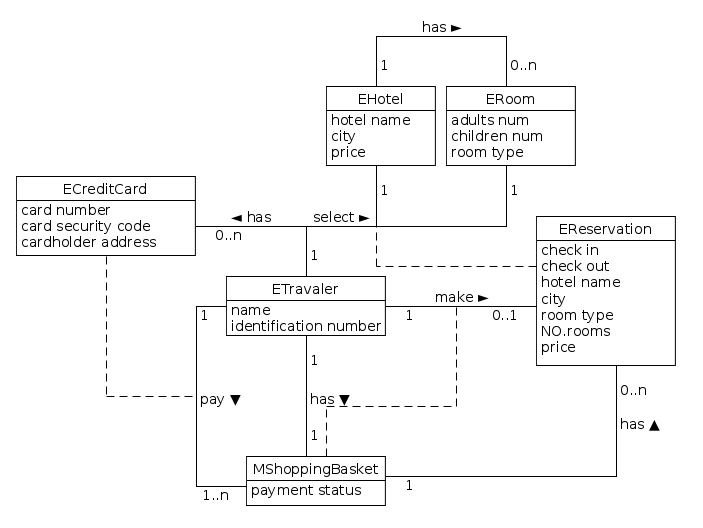 has ►
1
0..n
EHotel
hotel name
city
price
ERoom
adults num
children num
room type
1
1
ECreditCard
card number
card security code
cardholder address
◄ has
select ►
0..n
1
EReservation
check in
check out
hotel name
city
room type
NO.rooms
price
ETravaler
name
identification number
make ►
1
1
0..1
1
0..n
pay ▼
has ▼
has ▲
1
MShoppingBasket
payment status
1..n
1